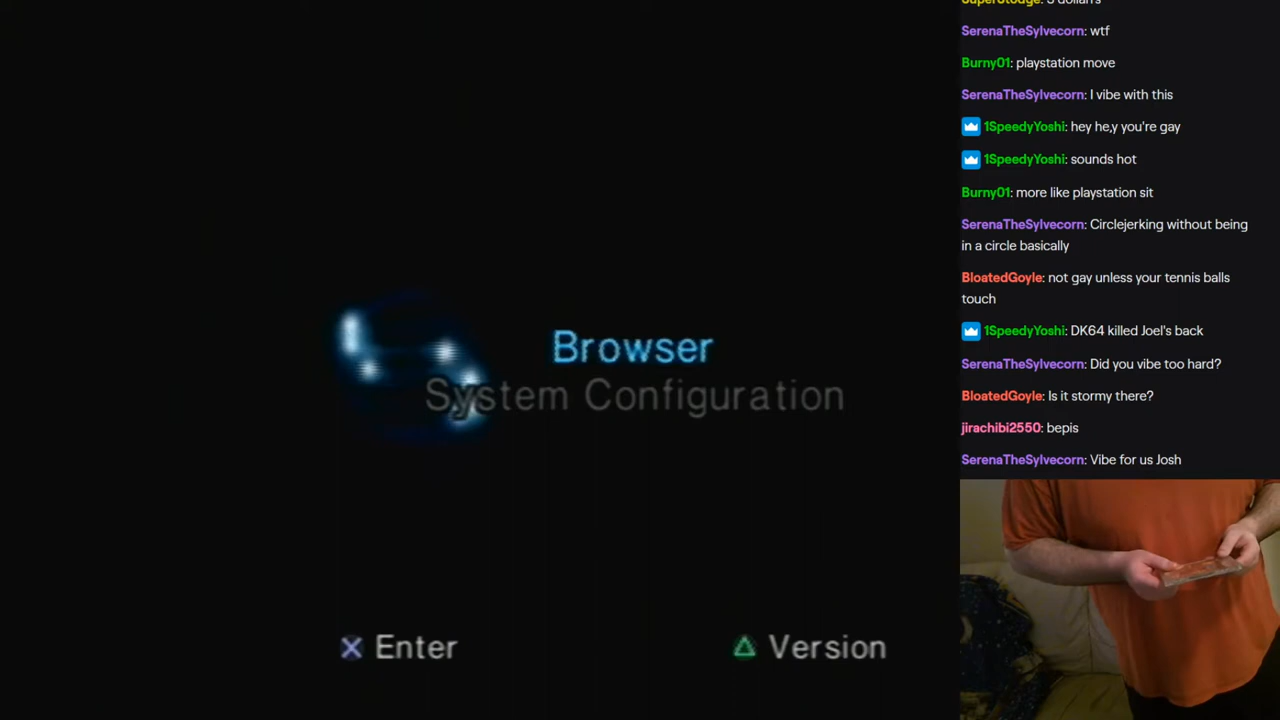 Browser
System Configuration
Enter
Version
SerenaTheSylvecorn: wtf
Burny01: playstation move
SerenaTheSylvecorn: I vibe with this
1SpeedyYoshi: hey he,y you're gay
1SpeedyYoshi: sounds hot
Burny01: more like playstation sit
SerenaTheSylvecorn: Circlejerking without being
in a circle basically
BloatedGoyle: not gay unless your tennis balls
touch
1SpeedyYoshi: DK64 killed Joel's back
SerenaTheSylvecorn: Did you vibe too hard?
BloatedGoyle: Is it stormy there?
jirachibi2550: bepis
SerenaTheSylvecorn: Vibe for us Josh